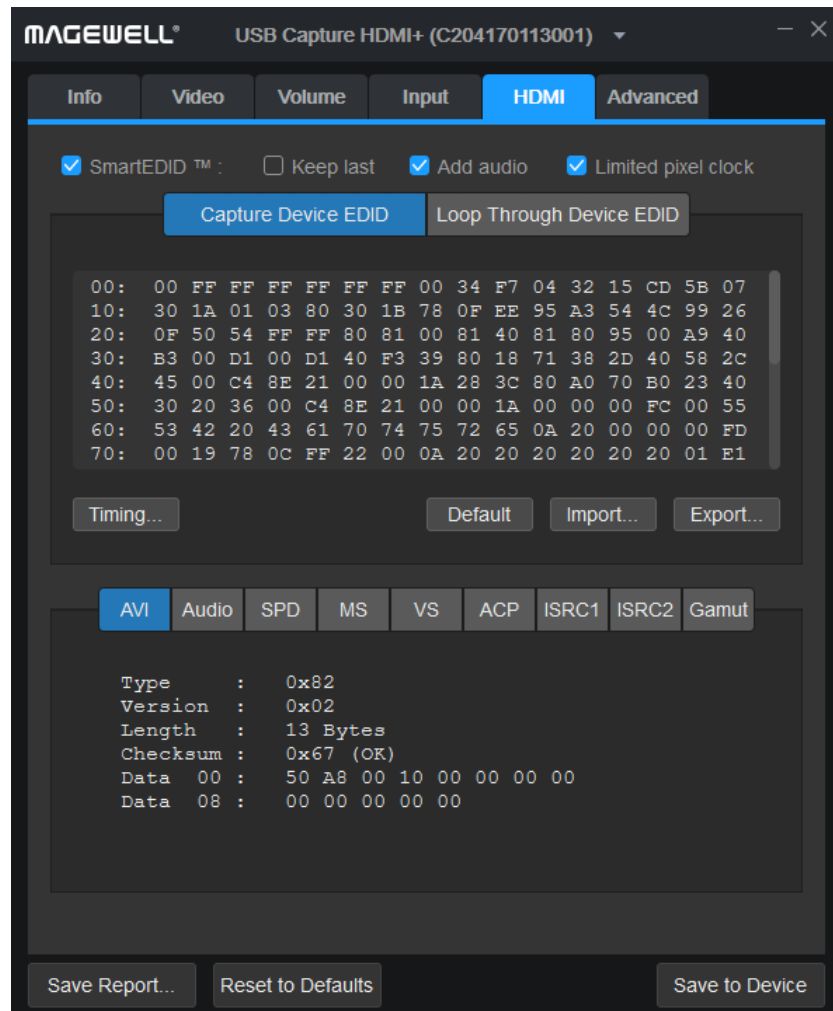 MAGEWELL® USB Capture HDMI+ (C204170113001)
Info Video Volume Input HDMI Advanced
SmartEDID ™ : Keep last Add audio Limited pixel clock
Capture Device EDID Loop Through Device EDID
00: 00 FF FF FF FF FF FF 00 34 F7 04 32 15 CD 5B 07
10: 30 1A 01 03 80 30 1B 78 0F EE 95 A3 54 4C 99 26
20: 0F 50 54 FF FF 80 81 00 81 40 81 80 95 00 A9 40
30: B3 00 D1 00 D1 40 F3 39 80 18 71 38 2D 40 58 2C
40: 45 00 C4 8E 21 00 00 1A 28 3C 80 A0 70 B0 23 40
50: 30 20 36 00 C4 8E 21 00 00 1A 00 00 00 FC 00 55
60: 53 42 20 43 61 70 74 75 72 65 0A 20 00 00 00 FD
70: 00 19 78 0C FF 22 00 0A 20 20 20 20 20 20 01 E1
Timing... Default Import... Export...
AVI Audio SPD MS VS ACP ISRC1 ISRC2 Gamut
Type : 0x82
Version : 0x02
Length : 13 Bytes
Checksum : 0x67 (OK)
Data 00 : 50 A8 00 10 00 00 00 00
Data 08 : 00 00 00 00 00
Save Report... Reset to Defaults Save to Device